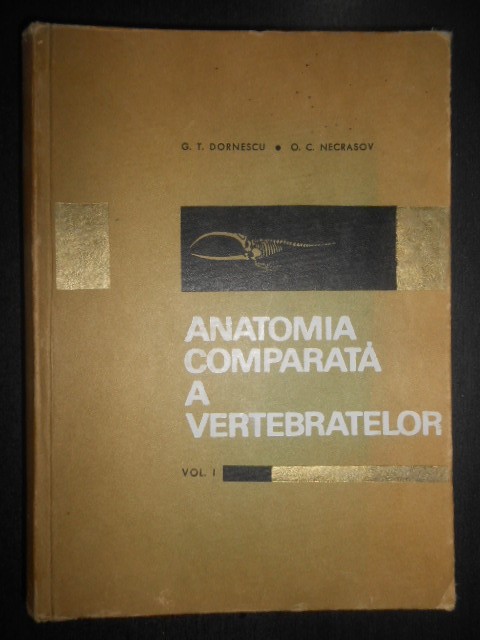 G. T. DORNESCU ● O. C. NECRASOV
ANATOMIA
COMPARATĂ
A
VERTEBRATELOR
VOL. I